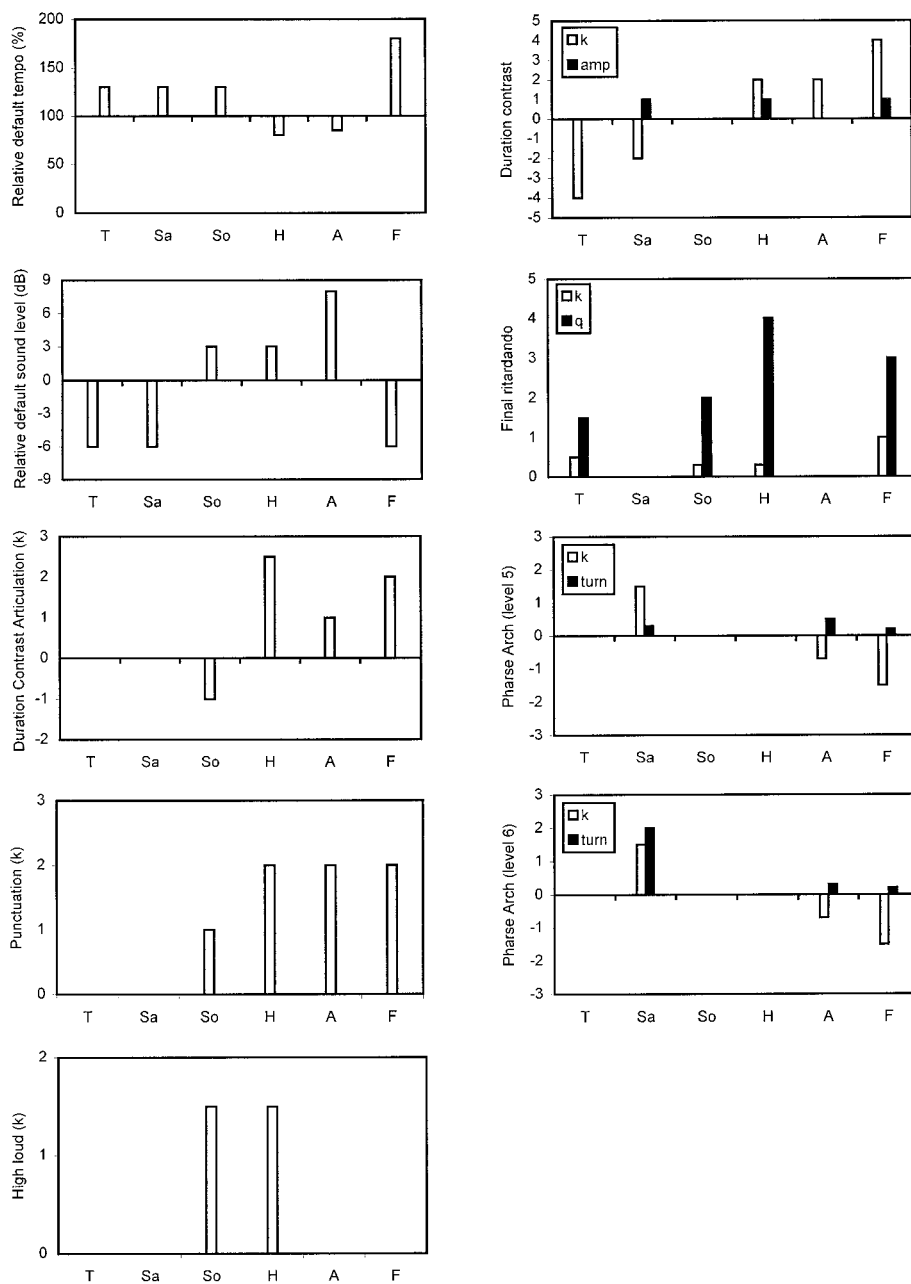 Relative default tempo (%)
200
150
100
50
0
T Sa So H A F
Duration contrast
k
amp
5
4
3
2
1
0
-1
-2
-3
-4
-5
T Sa So H A F
Relative default sound level (dB)
9
6
3
0
-3
-6
-9
T Sa So H A F
Final ritardando
k
q
5
4
3
2
1
0
T Sa So H A F
Duration Contrast Articulation (k)
3
2
1
0
-1
-2
T Sa So H A F
Pharse Arch (level 5)
k
turn
3
2
1
0
-1
-2
-3
T Sa So H A F
Punctuation (k)
3
2
1
0
T Sa So H A F
Pharse Arch (level 6)
k
turn
3
2
1
0
-1
-2
-3
T Sa So H A F
High loud (k)
2
1
0
T Sa So H A F